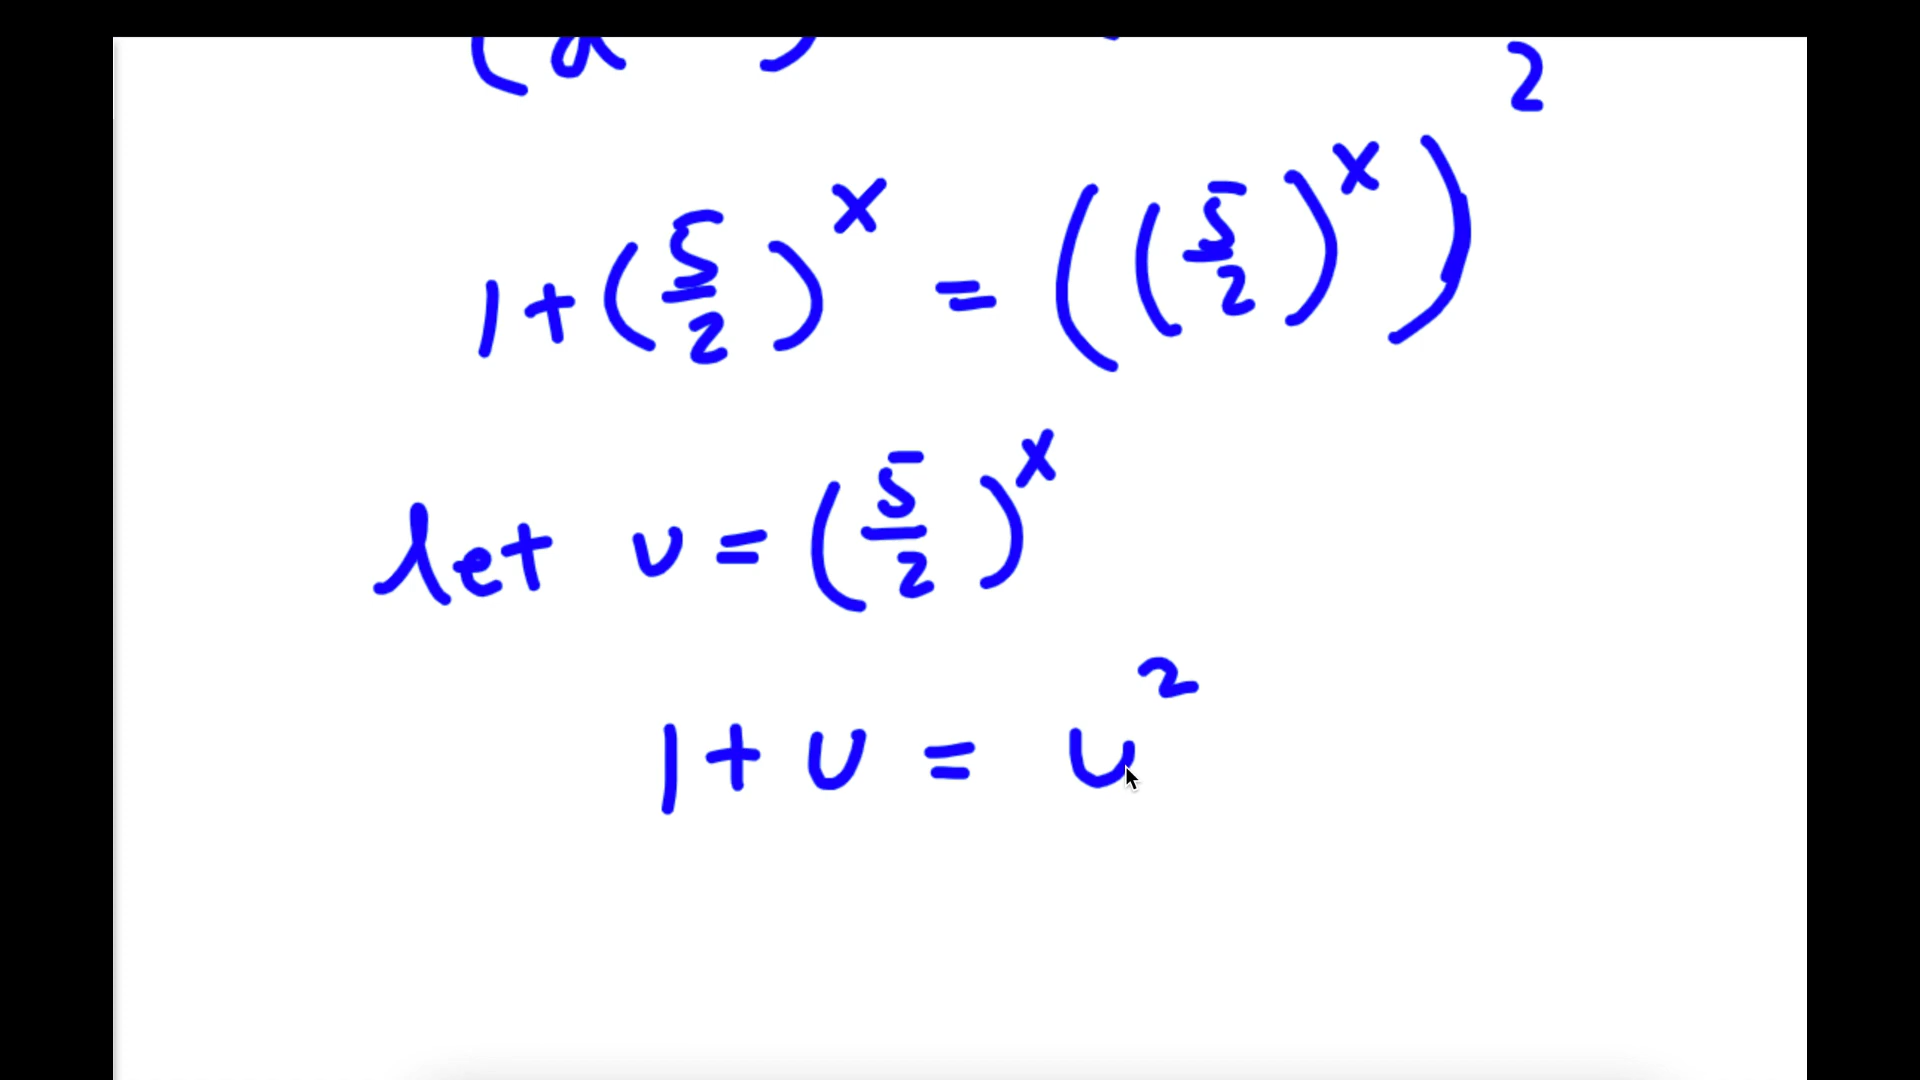 1 + (5/2)^x = ((5/2)^x)^2
let u = (5/2)^x
1 + u = u^2